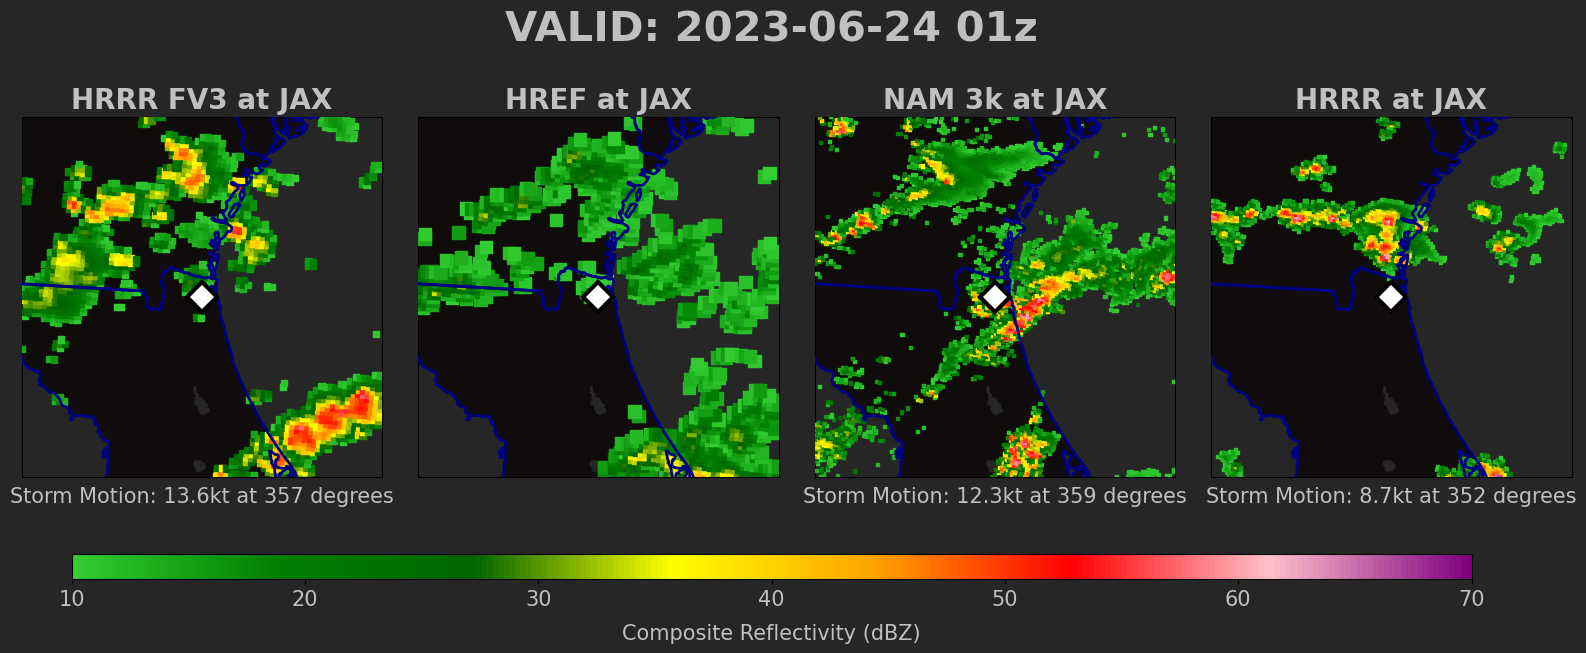 VALID: 2023-06-24 01z
HRRR FV3 at JAX
HREF at JAX
NAM 3k at JAX
HRRR at JAX
Storm Motion: 13.6kt at 357 degrees
Storm Motion: 12.3kt at 359 degrees
Storm Motion: 8.7kt at 352 degrees
10 20 30 40 50 60 70
Composite Reflectivity (dBZ)